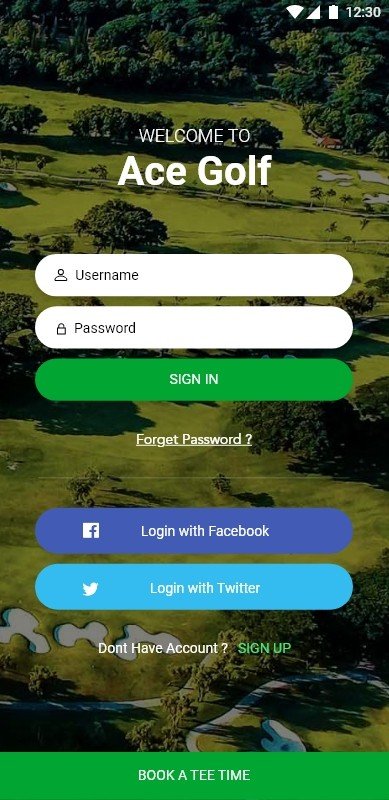 12:30
WELCOME TO
Ace Golf
Username
Password
SIGN IN
Forget Password ?
Login with Facebook
Login with Twitter
Dont Have Account ? SIGN UP
BOOK A TEE TIME